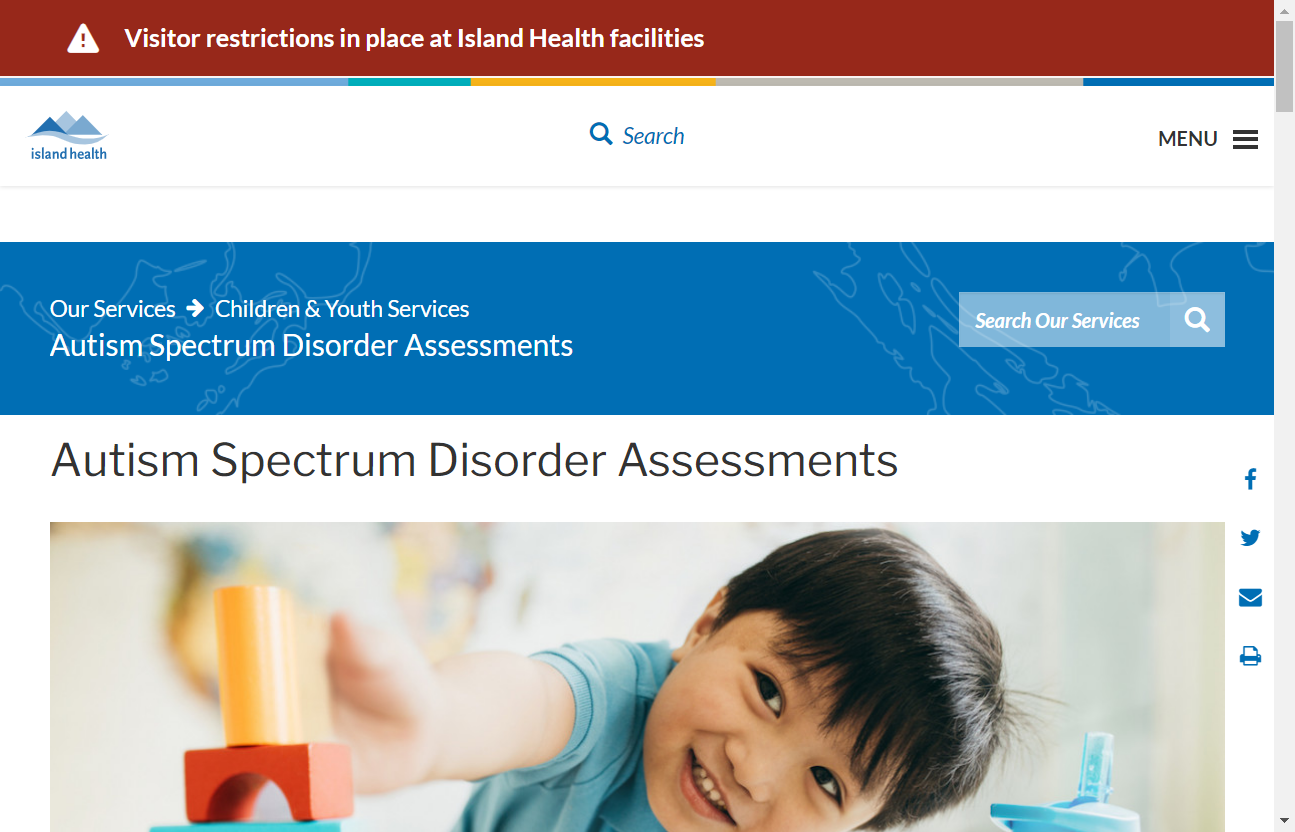 Visitor restrictions in place at Island Health facilities
island health
Search
MENU
Our Services → Children & Youth Services
Search Our Services
Autism Spectrum Disorder Assessments
Autism Spectrum Disorder Assessments